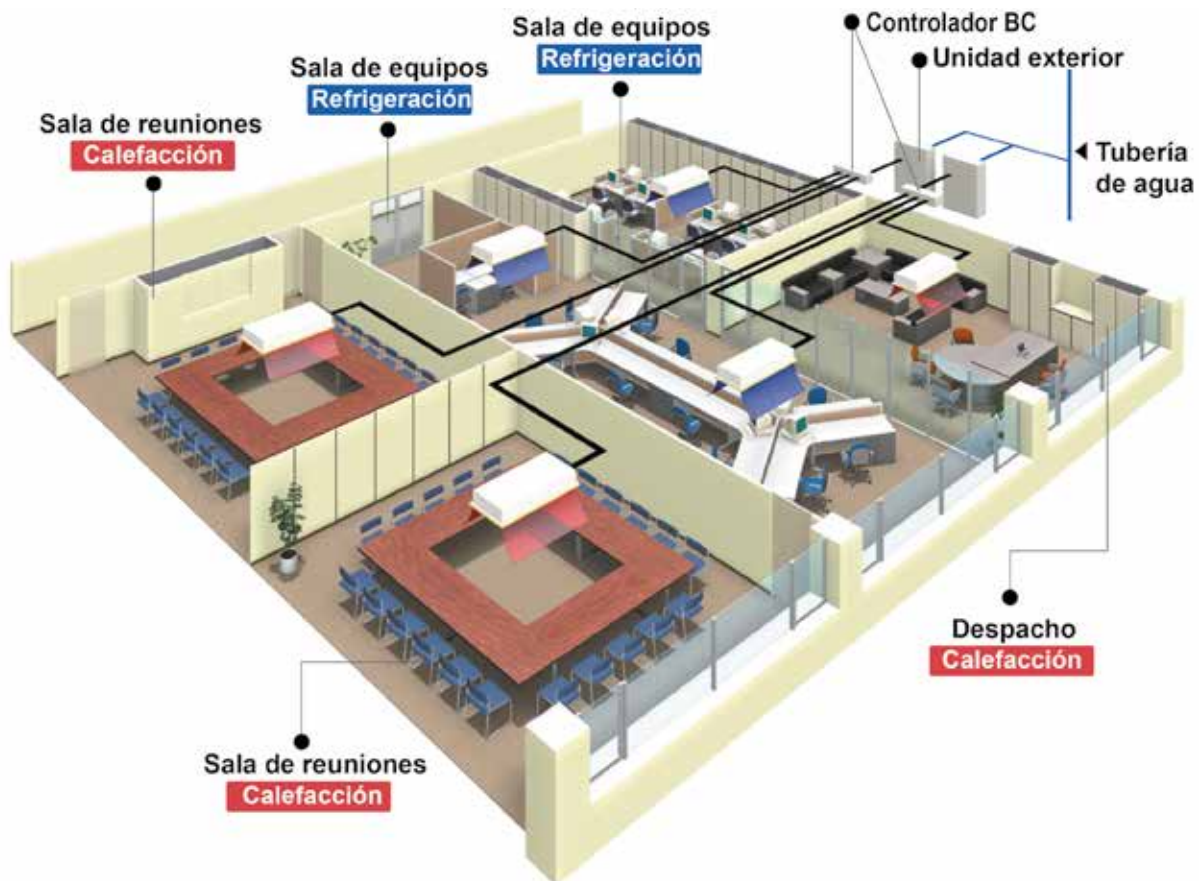 Controlador BC
Unidad exterior
Sala de equipos
Refrigeración
Sala de equipos
Refrigeración
Sala de reuniones
Calefacción
Tubería
de agua
Despacho
Calefacción
Sala de reuniones
Calefacción